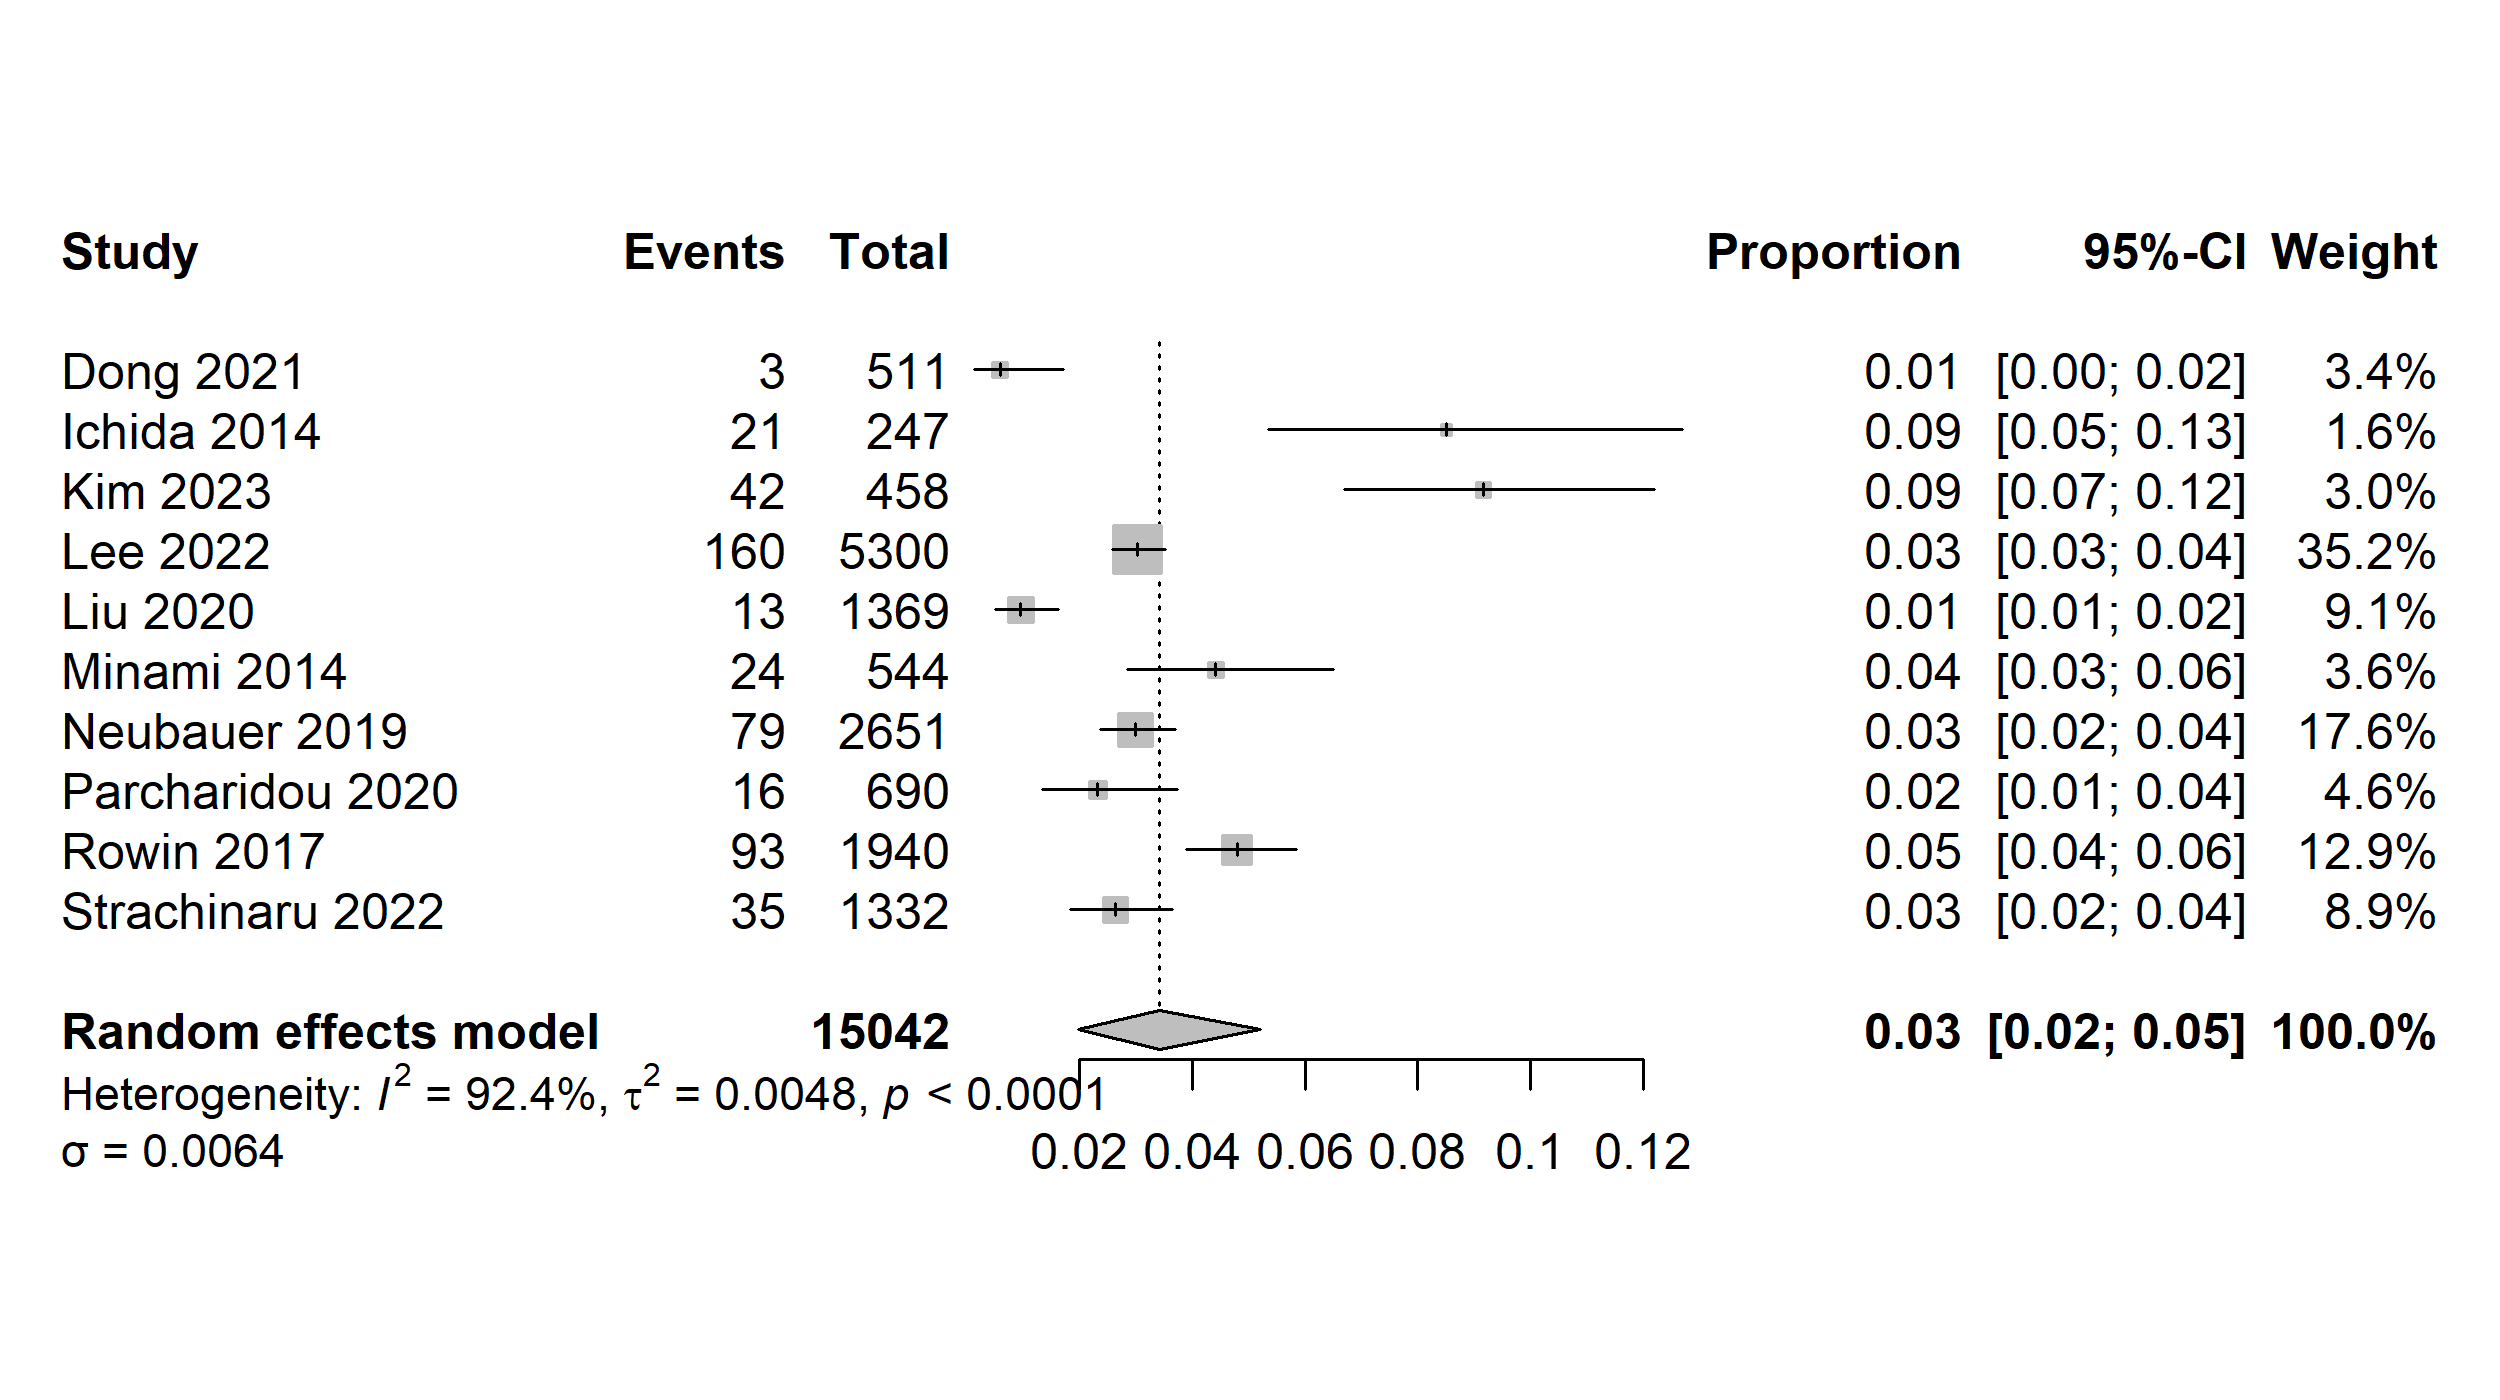 Study Events Total Proportion 95%-CI Weight
Dong 2021 3 511 0.01 [0.00; 0.02] 3.4%
Ichida 2014 21 247 0.09 [0.05; 0.13] 1.6%
Kim 2023 42 458 0.09 [0.07; 0.12] 3.0%
Lee 2022 160 5300 0.03 [0.03; 0.04] 35.2%
Liu 2020 13 1369 0.01 [0.01; 0.02] 9.1%
Minami 2014 24 544 0.04 [0.03; 0.06] 3.6%
Neubauer 2019 79 2651 0.03 [0.02; 0.04] 17.6%
Parcharidou 2020 16 690 0.02 [0.01; 0.04] 4.6%
Rowin 2017 93 1940 0.05 [0.04; 0.06] 12.9%
Strachinaru 2022 35 1332 0.03 [0.02; 0.04] 8.9%
Random effects model 15042 0.03 [0.02; 0.05] 100.0%
Heterogeneity: I² = 92.4%, τ² = 0.0048, p < 0.0001
σ = 0.0064 0.02 0.04 0.06 0.08 0.1 0.12